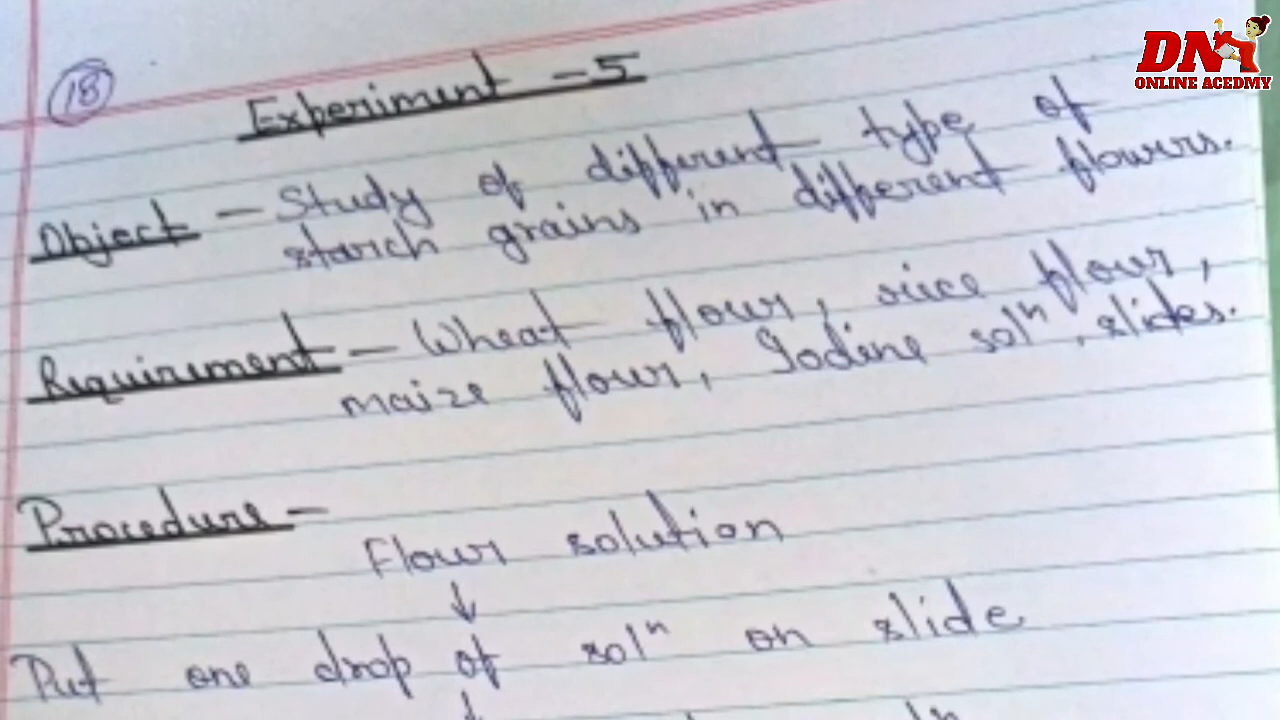 18
Experiment - 5
Object - Study of different type of
starch grains in different flowers.
Requirement - Wheat flour, rice flour,
maize flour, Iodine solⁿ, slides.
Procedure -
Flour solution
↓
Put one drop of solⁿ on slide
↓
DNA
ONLINE ACEDMY